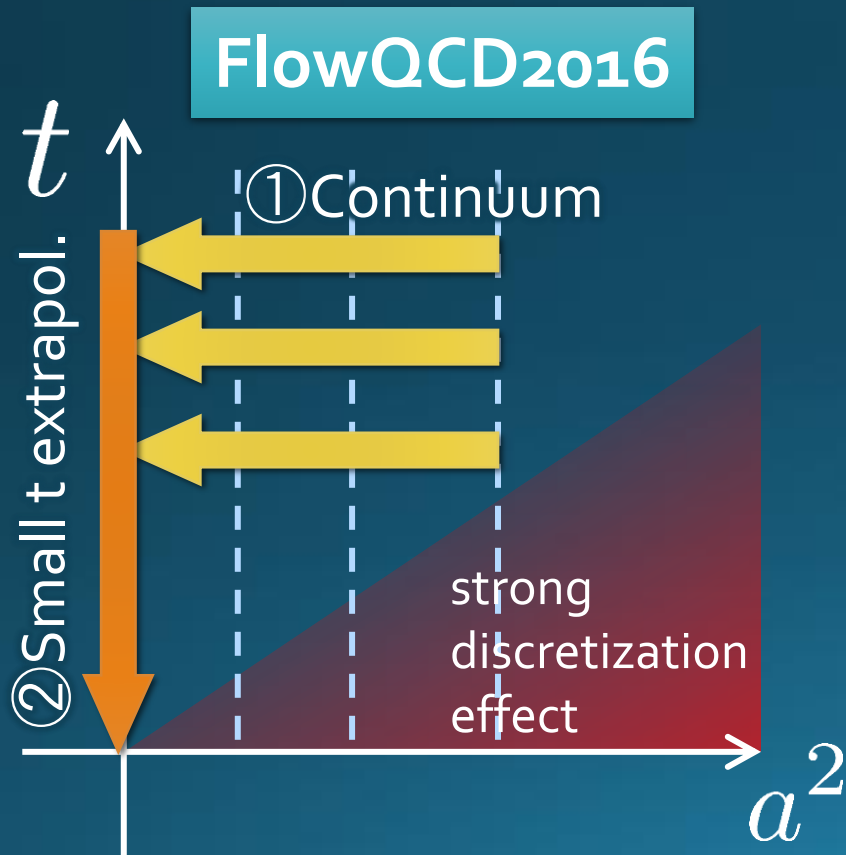 FlowQCD2016
t
①Continuum
②Small t extrapol.
strong
discretization
effect
a²